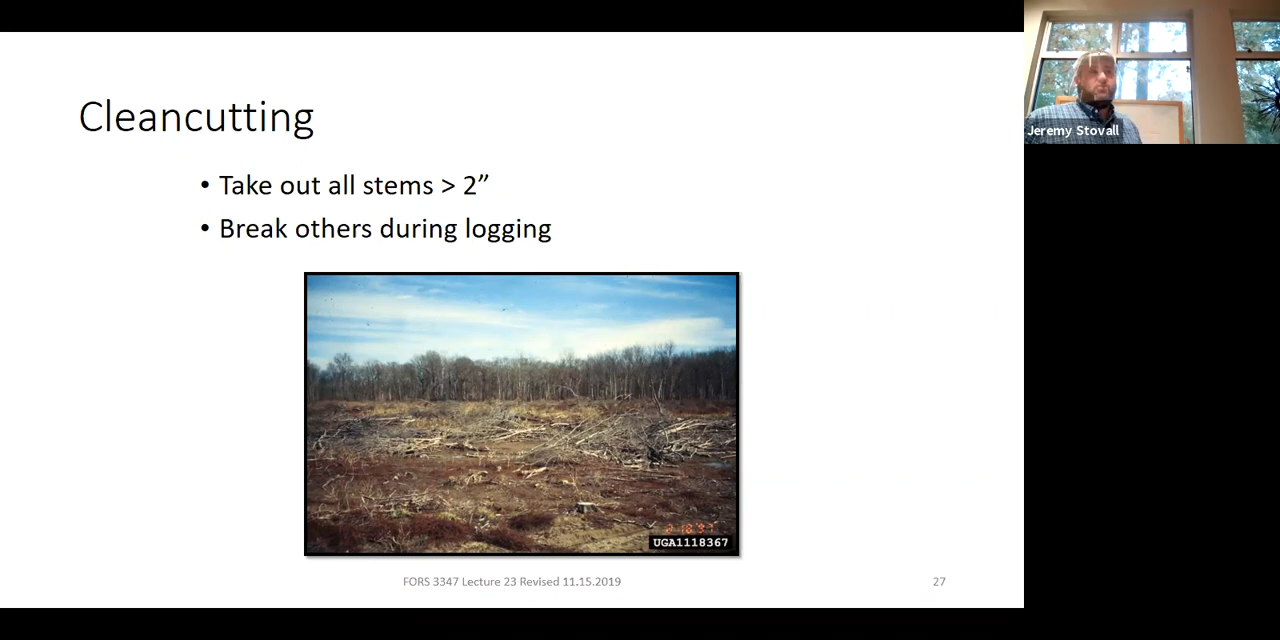 Cleancutting
• Take out all stems > 2”
• Break others during logging
UGA1118367
FORS 3347 Lecture 23 Revised 11.15.2019
27
Jeremy Stovall